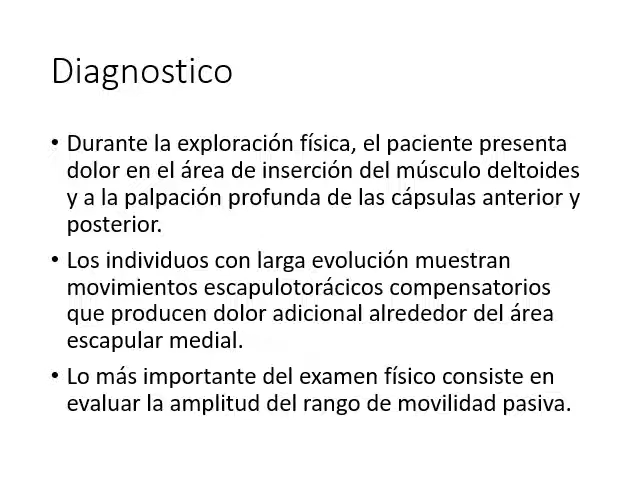 Diagnostico
• Durante la exploración física, el paciente presenta
dolor en el área de inserción del músculo deltoides
y a la palpación profunda de las cápsulas anterior y
posterior.
• Los individuos con larga evolución muestran
movimientos escapulotorácicos compensatorios
que producen dolor adicional alrededor del área
escapular medial.
• Lo más importante del examen físico consiste en
evaluar la amplitud del rango de movilidad pasiva.